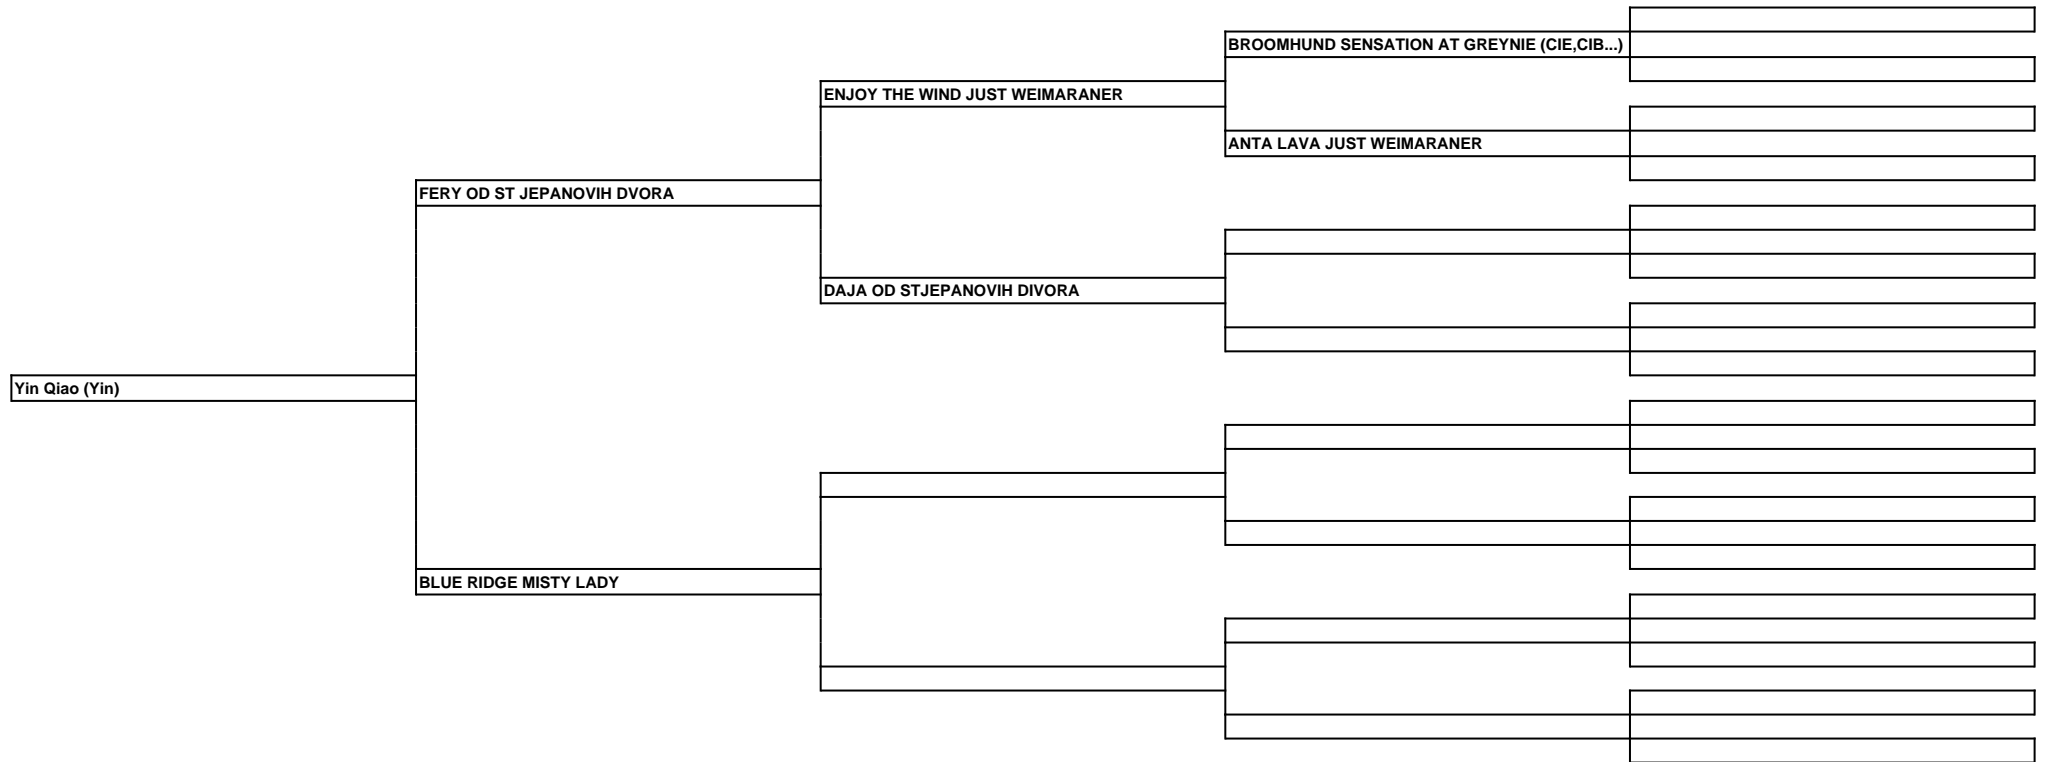 BROOMHUND SENSATION AT GREYNIE (CIE,CIB...)
ENJOY THE WIND JUST WEIMARANER
ANTA LAVA JUST WEIMARANER
FERY OD ST JEPANOVIH DVORA
DAJA OD STJEPANOVIH DIVORA
Yin Qiao (Yin)
BLUE RIDGE MISTY LADY